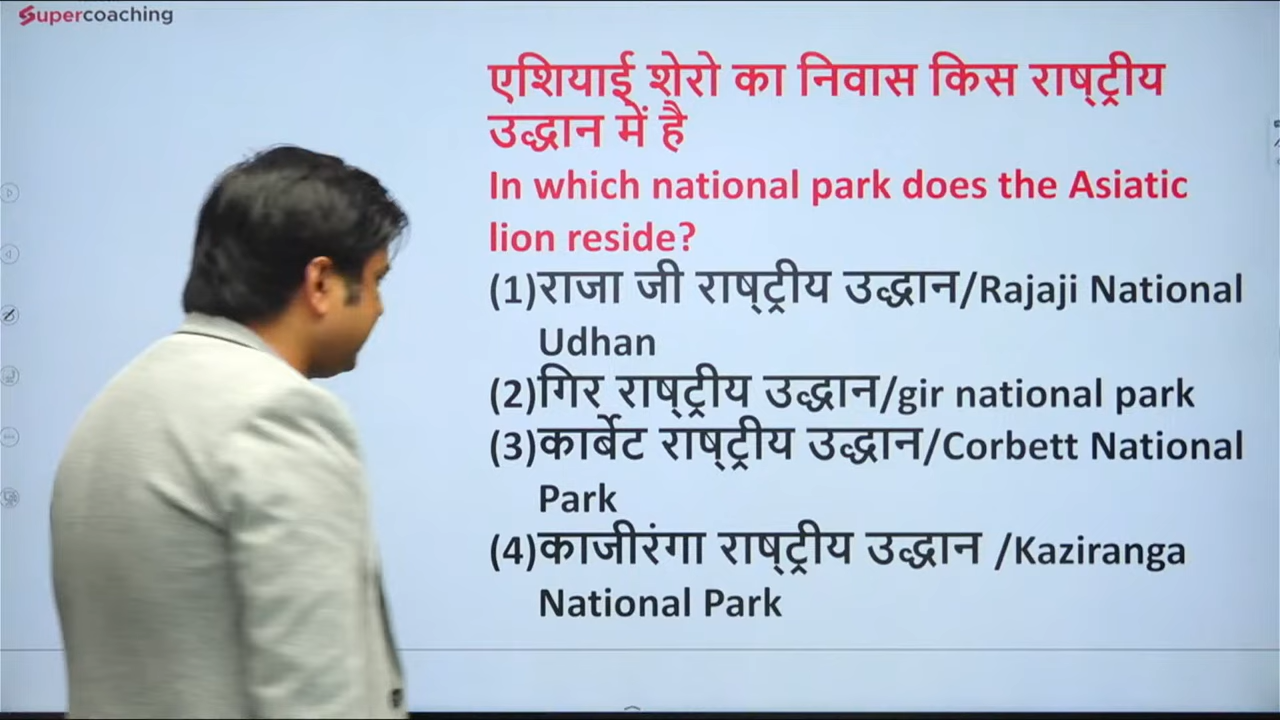 Supercoaching
एशियाई शेरो का निवास किस राष्ट्रीय
उद्धान में है
In which national park does the Asiatic
lion reside?
(1)राजा जी राष्ट्रीय उद्धान/Rajaji National
Udhan
(2)गिर राष्ट्रीय उद्धान/gir national park
(3)कार्बेट राष्ट्रीय उद्धान/Corbett National
Park
(4)काजीरंगा राष्ट्रीय उद्धान /Kaziranga
National Park